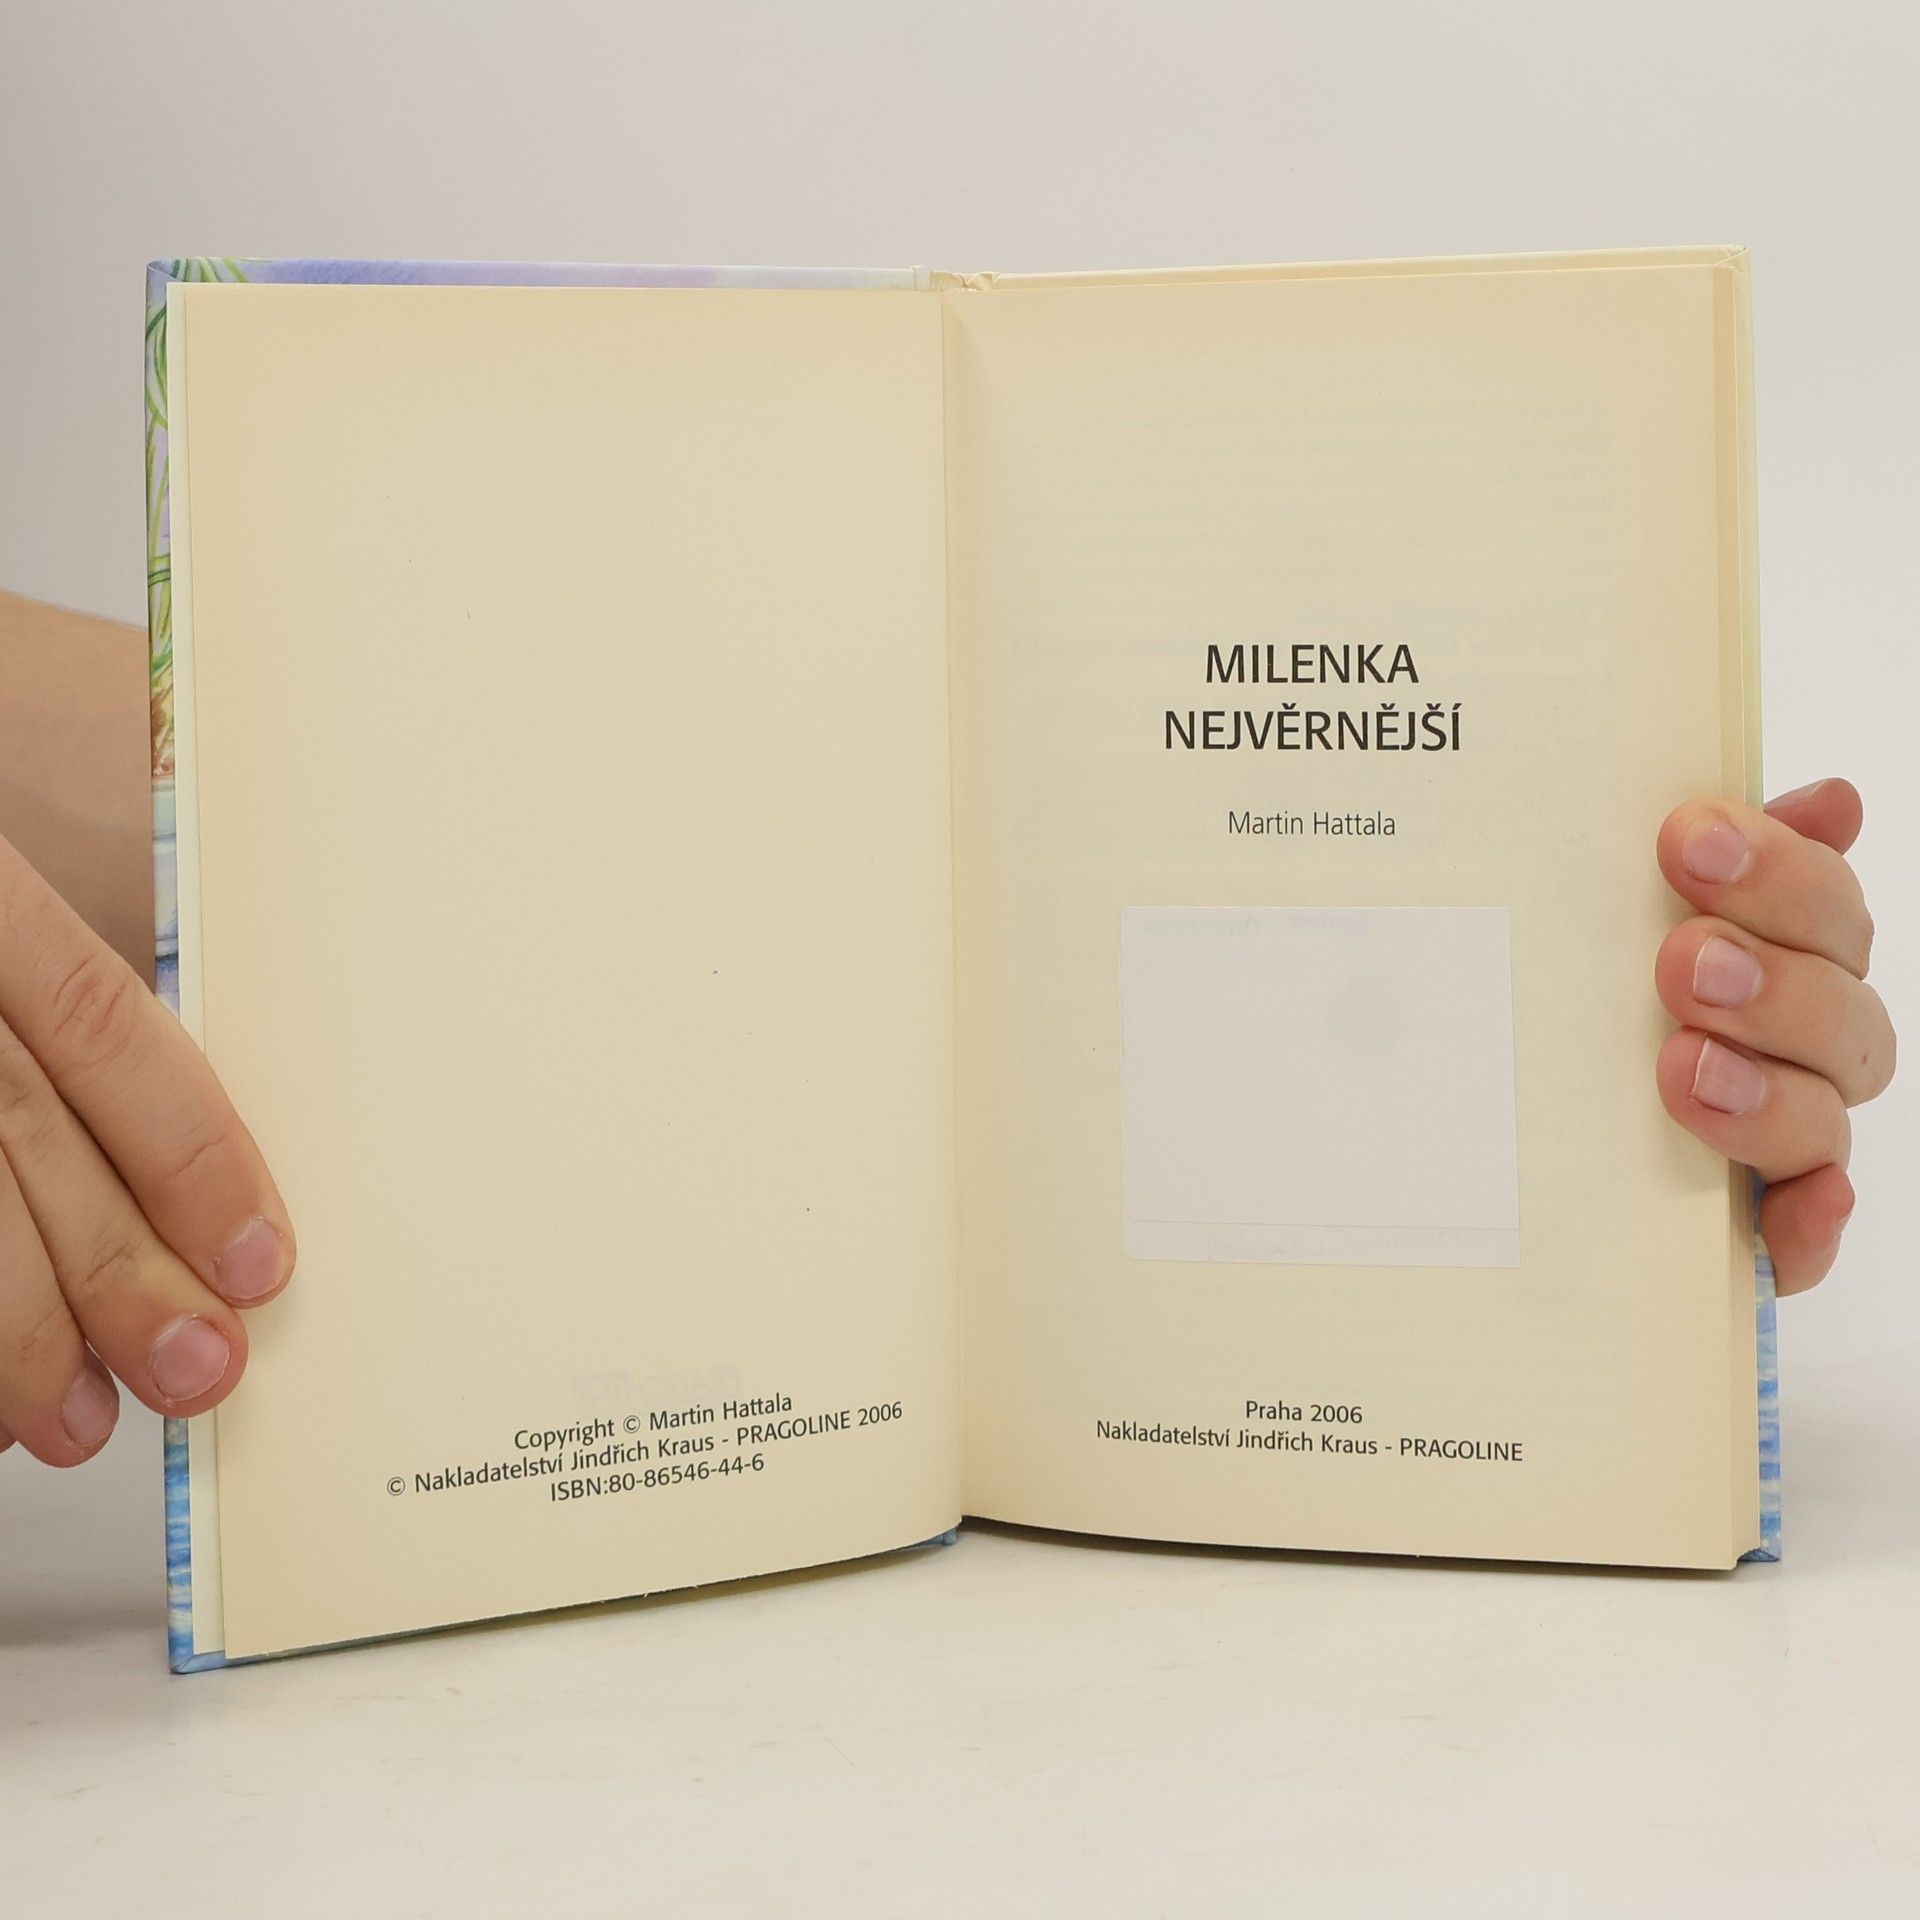 Copyright © Martin Hattala
© Nakladatelství Jindřich Kraus - PRAGOLINE 2006
ISBN:80-86546-44-6
MILENKA
NEJVĚRNĚJŠÍ
Martin Hattala
Praha 2006
Nakladatelství Jindřich Kraus - PRAGOLINE